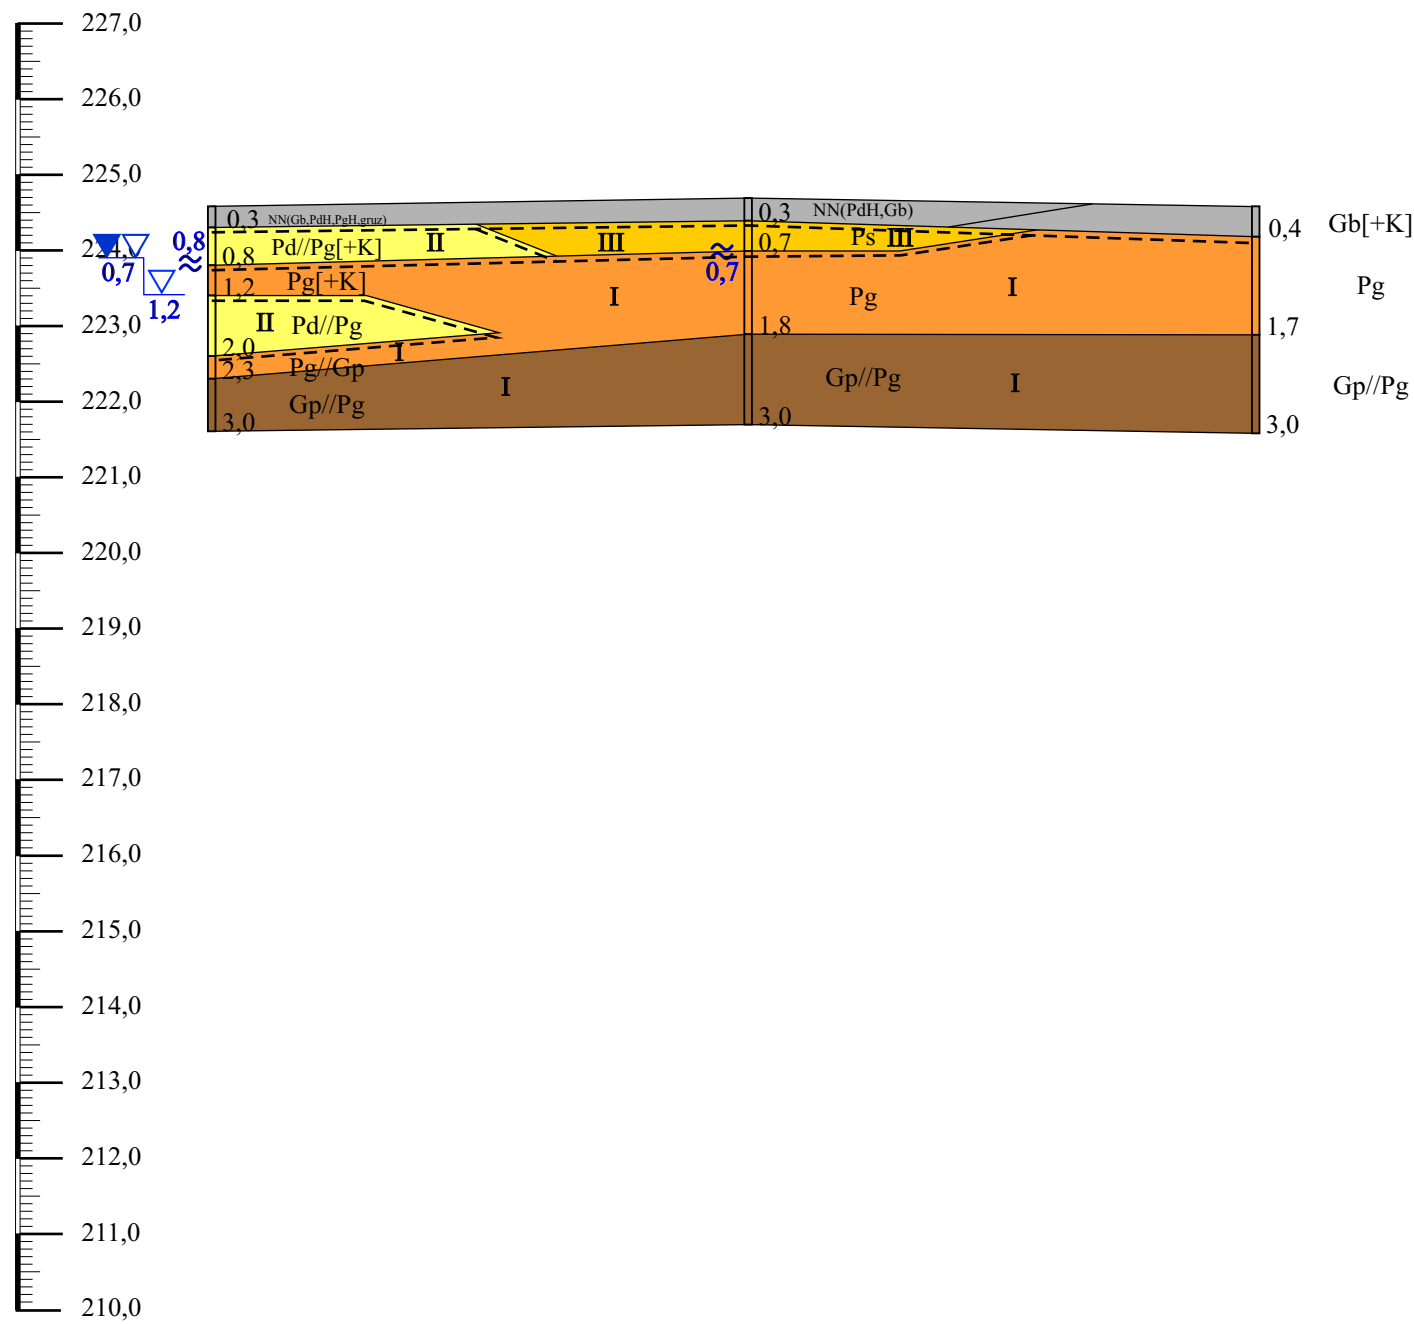 227,0
226,0
225,0
224,0
223,0
222,0
221,0
220,0
219,0
218,0
217,0
216,0
215,0
214,0
213,0
212,0
211,0
210,0
0,7
1,2
0,8
0,3 NN(Gb,PdH,PgH,gruz)
Pd//Pg[+K] II III
0,8
Pg[+K]
1,2
I
II Pd//Pg
2,0
I
2,3 Pg//Gp
Gp//Pg I
3,0
0,7
0,3 NN(PdH,Gb)
Ps III
0,7
Pg I
1,8
Gp//Pg I
3,0
0,4 Gb[+K]
Pg
1,7
Gp//Pg
3,0